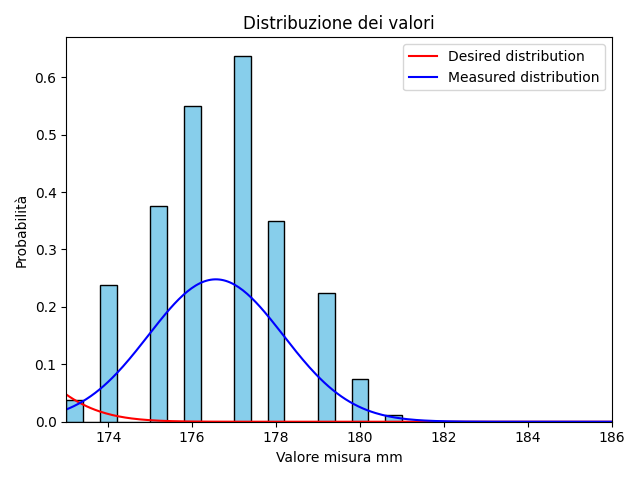 Distribuzione dei valori
Desired distribution
Measured distribution
Probabilità
0.6
0.5
0.4
0.3
0.2
0.1
0.0
174 176 178 180 182 184 186
Valore misura mm